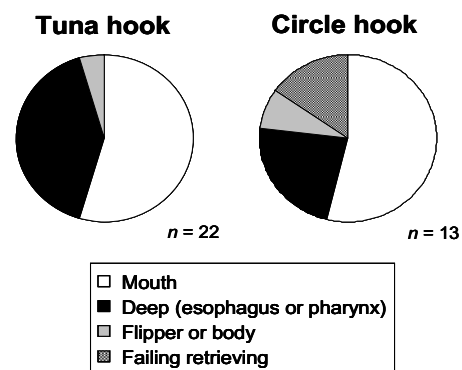 Tuna hook
Circle hook
n = 22
n = 13
Mouth
Deep (esophagus or pharynx)
Flipper or body
Failing retrieving